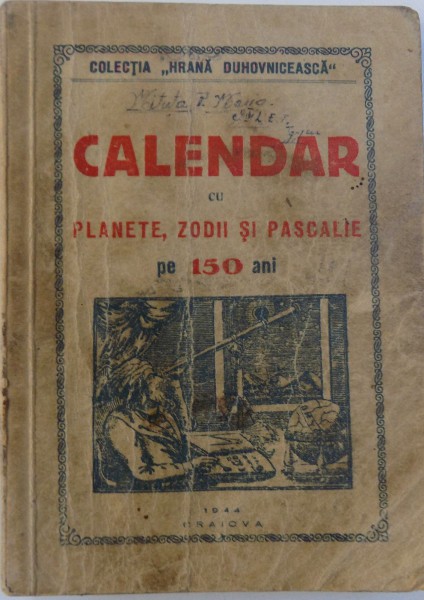 COLECȚIA „HRANĂ DUHOVNICEASCĂ"
CALENDAR
CU
PLANETE, ZODII ȘI PASCALIE
pe 150 ani
1944
CRAIOVA